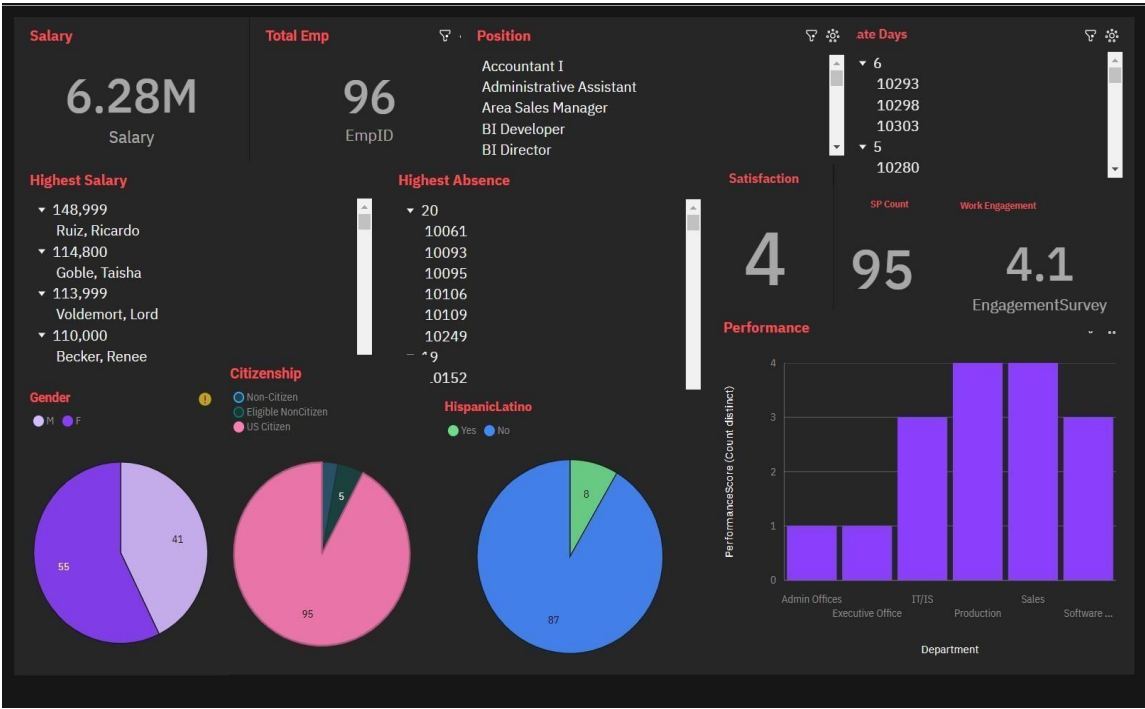 Salary
6.28M
Salary
Total Emp
96
EmpID
Position
Accountant I
Administrative Assistant
Area Sales Manager
BI Developer
BI Director
ate Days
6
10293
10298
10303
5
10280
Highest Salary
148,999
Ruiz, Ricardo
114,800
Goble, Taisha
113,999
Voldemort, Lord
110,000
Becker, Renee
Highest Absence
20
10061
10093
10095
10106
10109
10249
Satisfaction
4
SP Count
95
Work Engagement
4.1
EngagementSurvey
Gender
M F
41
55
Citizenship
Non-Citizen
Eligible NonCitizen
US Citizen
5
95
HispanicLatino
Yes No
8
87
Performance
PerformanceScore (Count distinct)
4
3
2
1
0
Admin Offices IT/IS Sales
Executive Office Production Software ...
Department